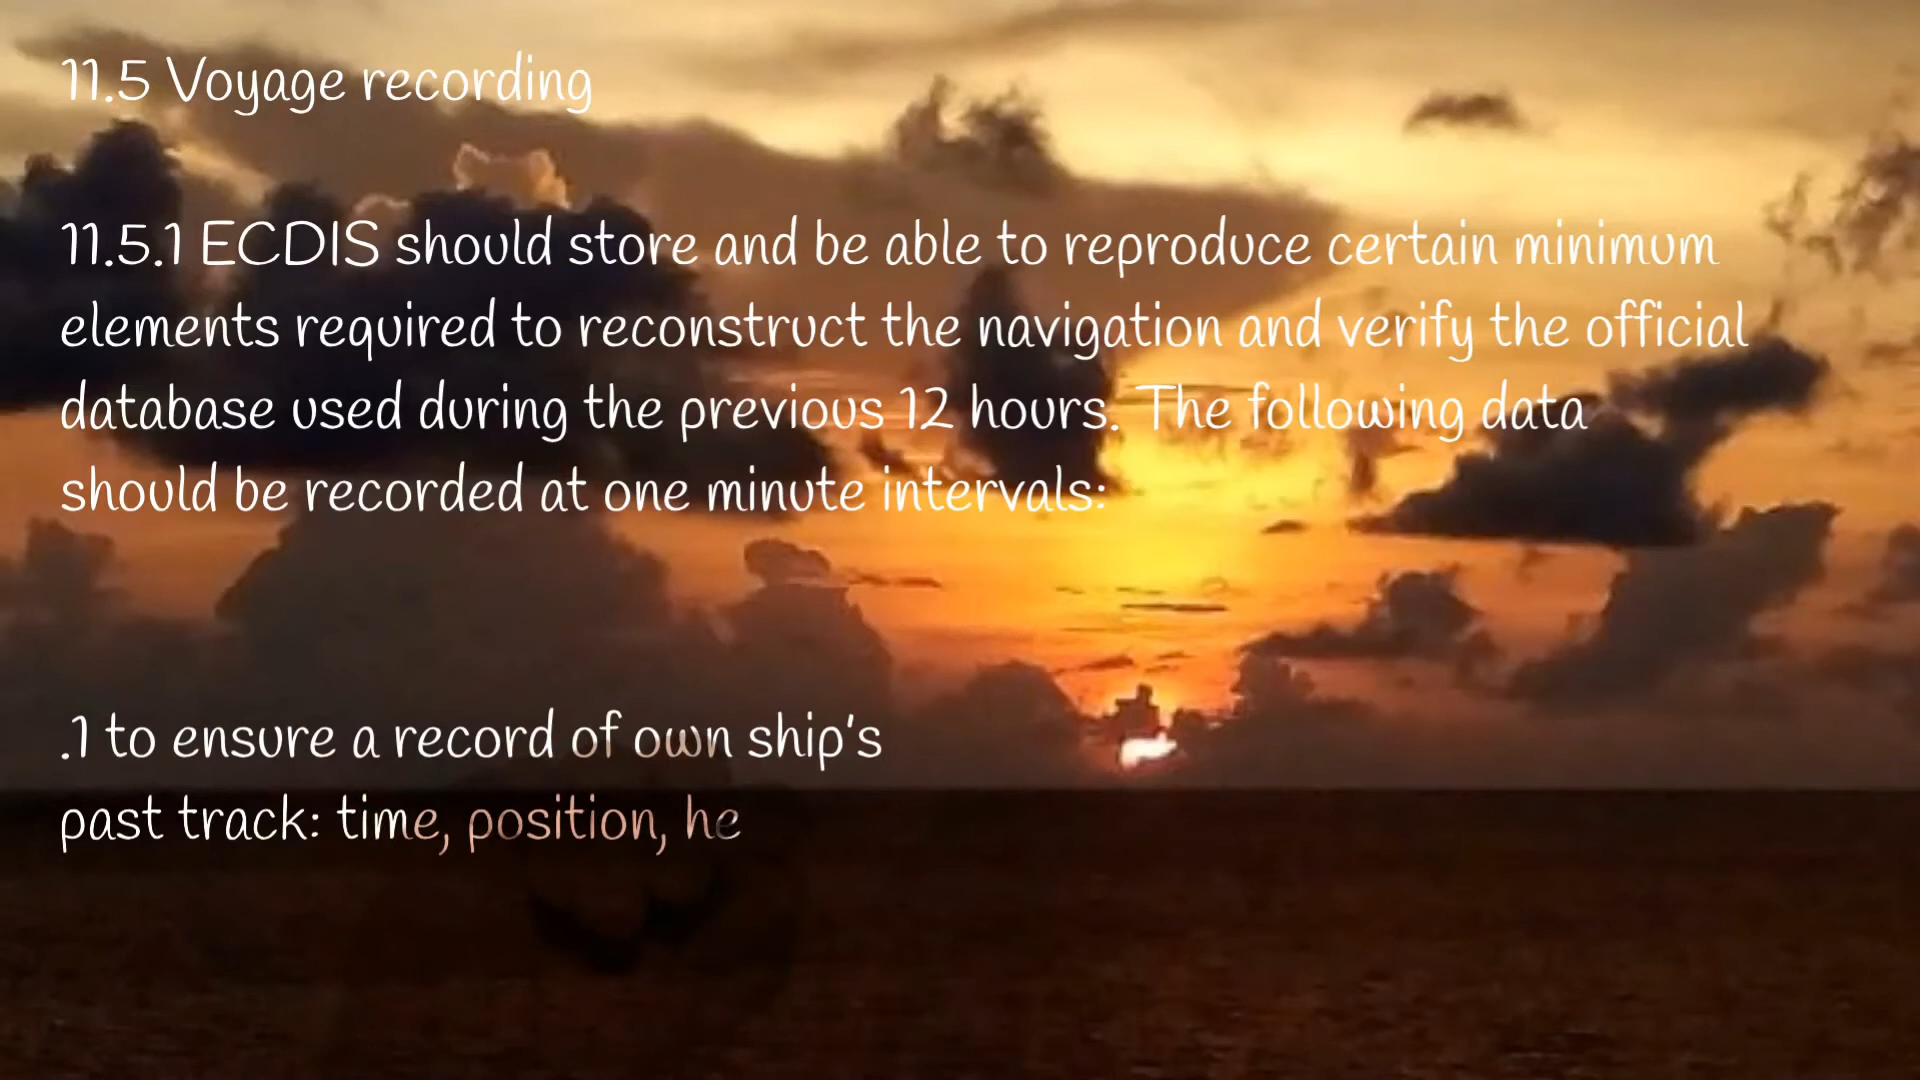 11.5 Voyage recording
11.5.1 ECDIS should store and be able to reproduce certain minimum
elements required to reconstruct the navigation and verify the official
database used during the previous 12 hours. The following data
should be recorded at one minute intervals:
.1 to ensure a record of own ship's
past track: time, position, he